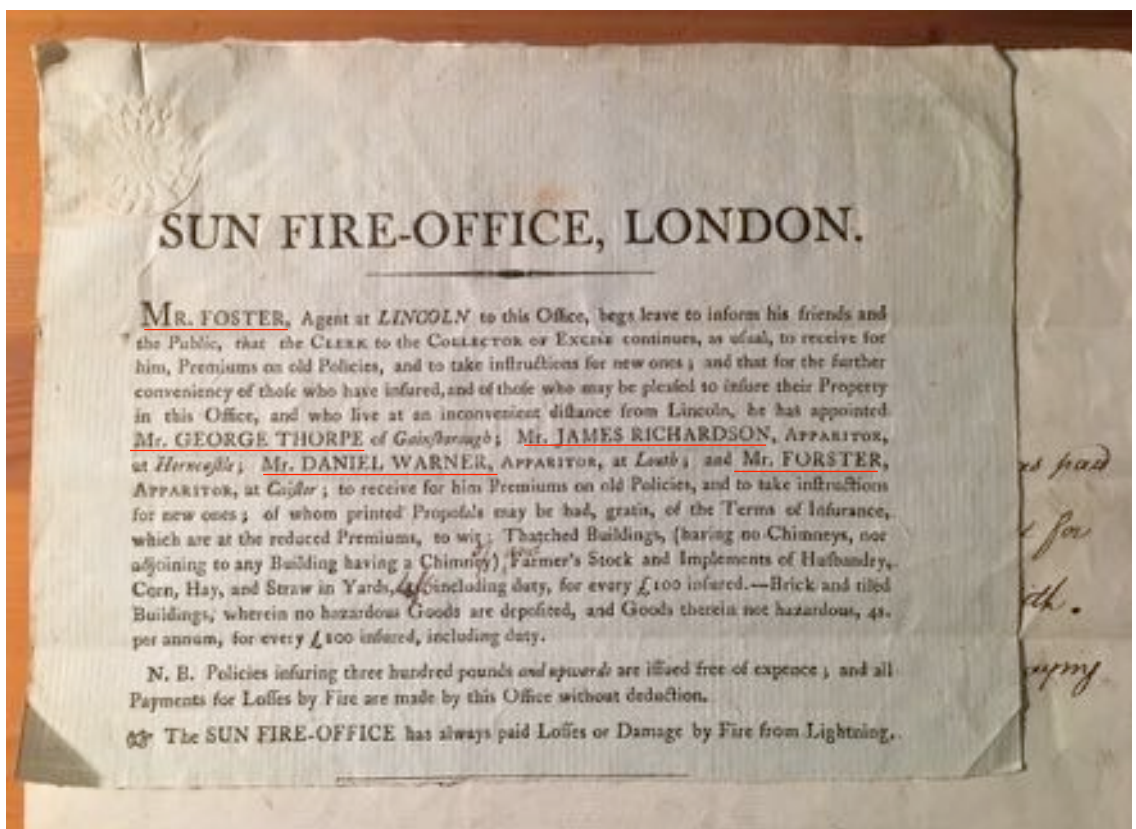 SUN FIRE-OFFICE, LONDON.
MR. FOSTER, Agent at LINCOLN to this Office, begs leave to inform his friends and
the Public, that the CLERK to the COLLECTOR OF EXCISE continues, as uſual, to receive for
him, Premiums on old Policies, and to take inſtructions for new ones; and that for the further
conveniency of thoſe who have inſured, and of thoſe who may be pleaſed to inſure their Property
in this Office, and who live at an inconvenient diſtance from Lincoln, he has appointed
Mr. GEORGE THORPE of Gainſborough; Mr. JAMES RICHARDSON, APPARITOR,
at Horncaſtle; Mr. DANIEL WARNER, APPARITOR, at Louth; and Mr. FORSTER,
APPARITOR, at Caiſtor; to receive for him Premiums on old Policies, and to take inſtructions
for new ones; of whom printed Propoſals may be had, gratis, of the Terms of Inſurance,
which are at the reduced Premiums, to wit; Thatched Buildings, (having no Chimneys, nor
adjoining to any Building having a Chimney) Farmer's Stock and Implements of Huſbandry,
Corn, Hay, and Straw in Yards, including duty, for every £100 inſured.—Brick and tiled
Buildings, wherein no hazardous Goods are depoſited, and Goods therein not hazardous, 4s.
per annum, for every £100 inſured, including duty.
N. B. Policies inſuring three hundred pounds and upwards are iſſued free of expence; and all
Payments for Loſſes by Fire are made by this Office without deduction.
☞ The SUN FIRE-OFFICE has always paid Loſſes or Damage by Fire from Lightning.
paid
for